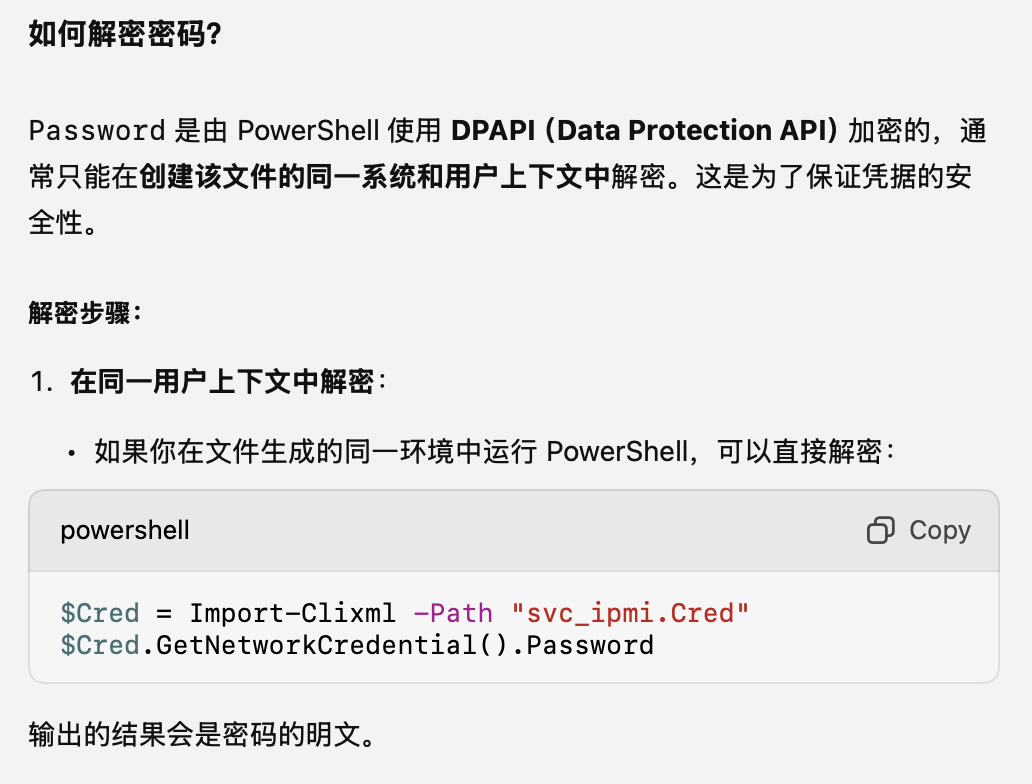 如何解密密码?
Password 是由 PowerShell 使用 DPAPI（Data Protection API）加密的，通
常只能在创建该文件的同一系统和用户上下文中解密。这是为了保证凭据的安
全性。
解密步骤：
1. 在同一用户上下文中解密：
• 如果你在文件生成的同一环境中运行 PowerShell，可以直接解密：
powershell
Copy
$Cred = Import-Clixml -Path "svc_ipmi.Cred"
$Cred.GetNetworkCredential().Password
输出的结果会是密码的明文。